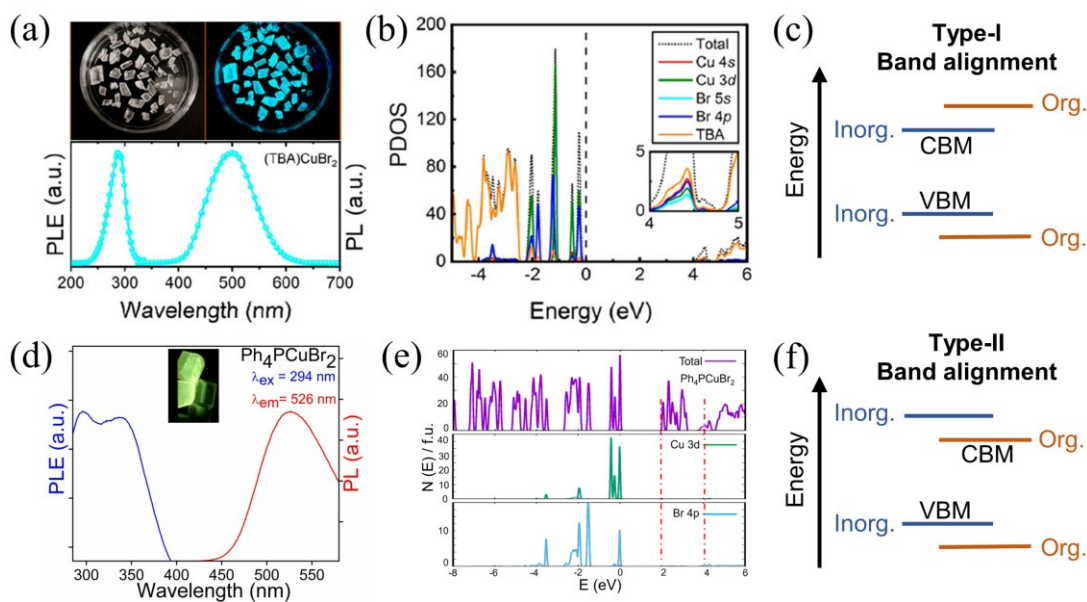 (a)
PLE (a.u.)
(TBA)CuBr₂
PL (a.u.)
200 300 400 500 600 700
Wavelength (nm)
(b)
PDOS
200
160
120
80
40
0
Total
Cu 4s
Cu 3d
Br 5s
Br 4p
TBA
4 5
-4 -2 0 2 4 6
Energy (eV)
(c)
Type-I
Band alignment
Energy
Org.
Inorg.
CBM
VBM
Inorg.
Org.
(d)
PLE (a.u.)
Ph₄PCuBr₂
λex = 294 nm
λem= 526 nm
PL (a.u.)
300 350 400 450 500 550
Wavelength (nm)
(e)
N (E) / f.u.
60
40
20
0
Total
Ph₄PCuBr₂
40
20
0
Cu 3d
40
20
0
Br 4p
-8 -6 -4 -2 0 2 4 6
E (eV)
(f)
Type-II
Band alignment
Energy
Inorg.
Org.
CBM
VBM
Inorg.
Org.